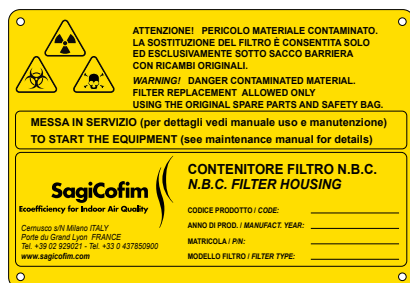 ATTENZIONE! PERICOLO MATERIALE CONTAMINATO.
LA SOSTITUZIONE DEL FILTRO È CONSENTITA SOLO
ED ESCLUSIVAMENTE SOTTO SACCO BARRIERA
CON RICAMBI ORIGINALI.
WARNING! DANGER CONTAMINATED MATERIAL.
FILTER REPLACEMENT ALLOWED ONLY
USING THE ORIGINAL SPARE PARTS AND SAFETY BAG.
MESSA IN SERVIZIO (per dettagli vedi manuale uso e manutenzione)
TO START THE EQUIPMENT (see maintenance manual for details)
SagiCofim
Ecoefficiency for Indoor Air Quality
Cernusco s/N Milano ITALY
Porte du Grand Lyon FRANCE
Tel. +39 02 929021 - Tel. +33 0 437850900
www.sagicofim.com
CONTENITORE FILTRO N.B.C.
N.B.C. FILTER HOUSING
CODICE PRODOTTO / CODE:
ANNO DI PROD. / MANUFACT. YEAR:
MATRICOLA / P/N:
MODELLO FILTRO / FILTER TYPE: